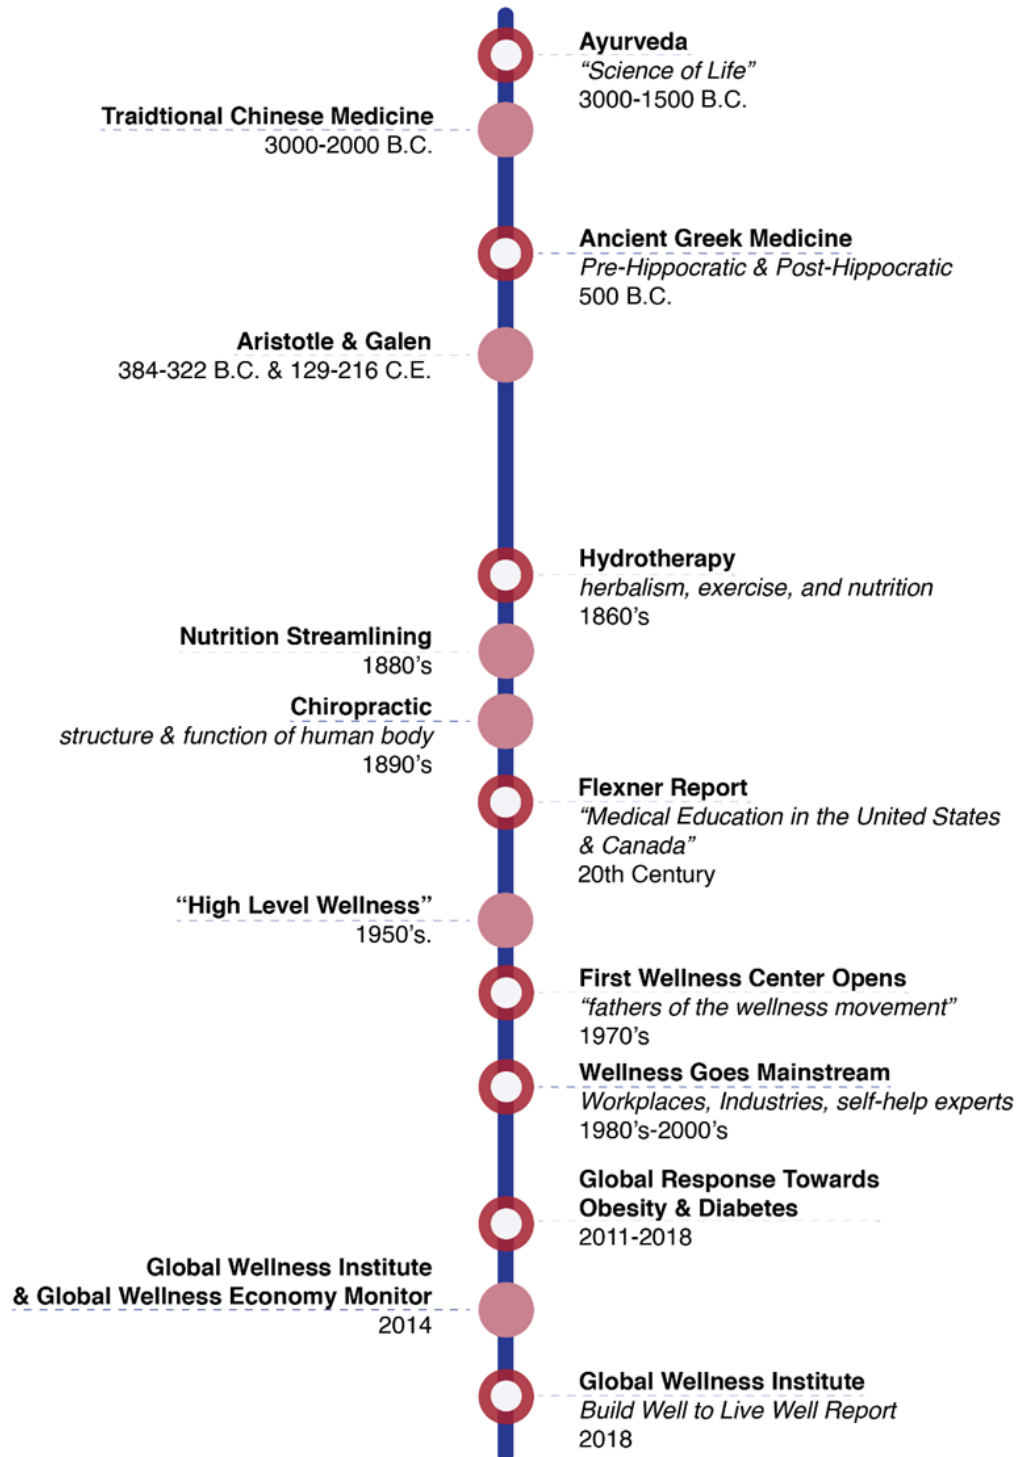 Ayurveda
“Science of Life”
3000-1500 B.C.
Traidtional Chinese Medicine
3000-2000 B.C.
Ancient Greek Medicine
Pre-Hippocratic & Post-Hippocratic
500 B.C.
Aristotle & Galen
384-322 B.C. & 129-216 C.E.
Hydrotherapy
herbalism, exercise, and nutrition
1860’s
Nutrition Streamlining
1880’s
Chiropractic
structure & function of human body
1890’s
Flexner Report
“Medical Education in the United States
& Canada”
20th Century
“High Level Wellness”
1950’s.
First Wellness Center Opens
“fathers of the wellness movement”
1970’s
Wellness Goes Mainstream
Workplaces, Industries, self-help experts
1980’s-2000’s
Global Response Towards
Obesity & Diabetes
2011-2018
Global Wellness Institute
& Global Wellness Economy Monitor
2014
Global Wellness Institute
Build Well to Live Well Report
2018